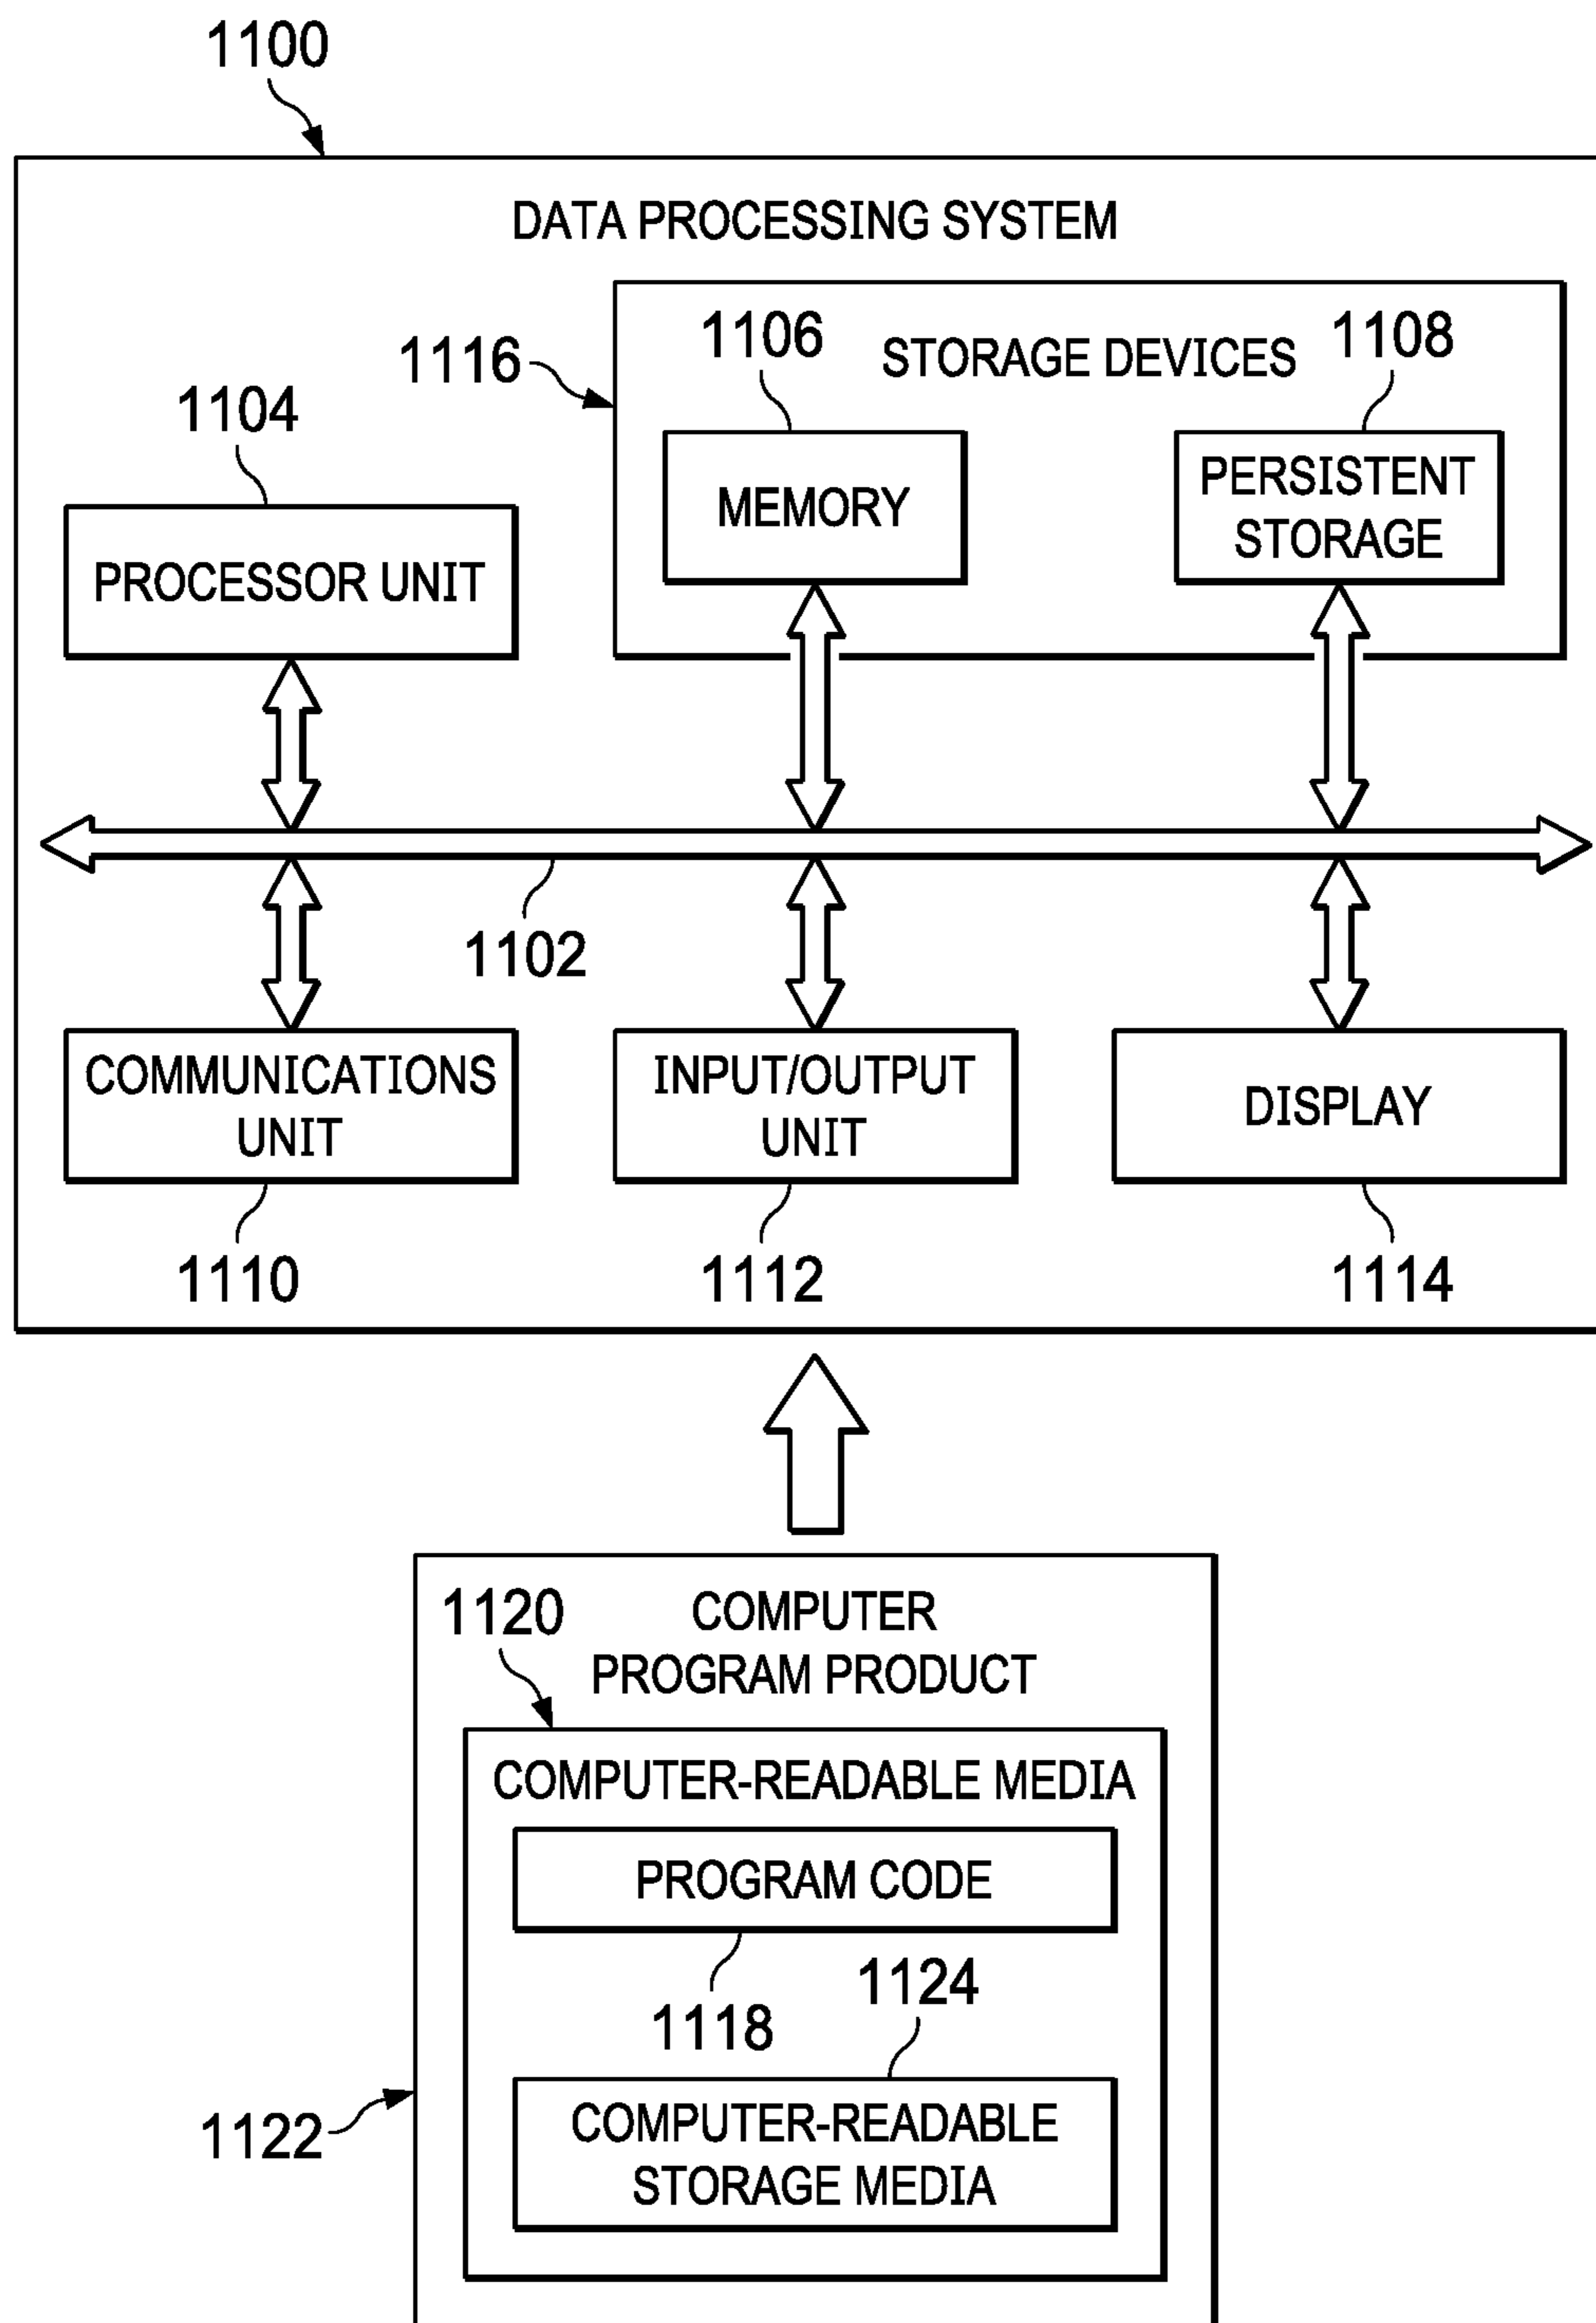 1100
DATA PROCESSING SYSTEM
1116
1106
STORAGE DEVICES
1108
1104
MEMORY
PERSISTENT
STORAGE
PROCESSOR UNIT
1102
COMMUNICATIONS
UNIT
INPUT/OUTPUT
UNIT
DISPLAY
1110
1112
1114
1120
COMPUTER
PROGRAM PRODUCT
COMPUTER-READABLE MEDIA
PROGRAM CODE
1118
1124
1122
COMPUTER-READABLE
STORAGE MEDIA